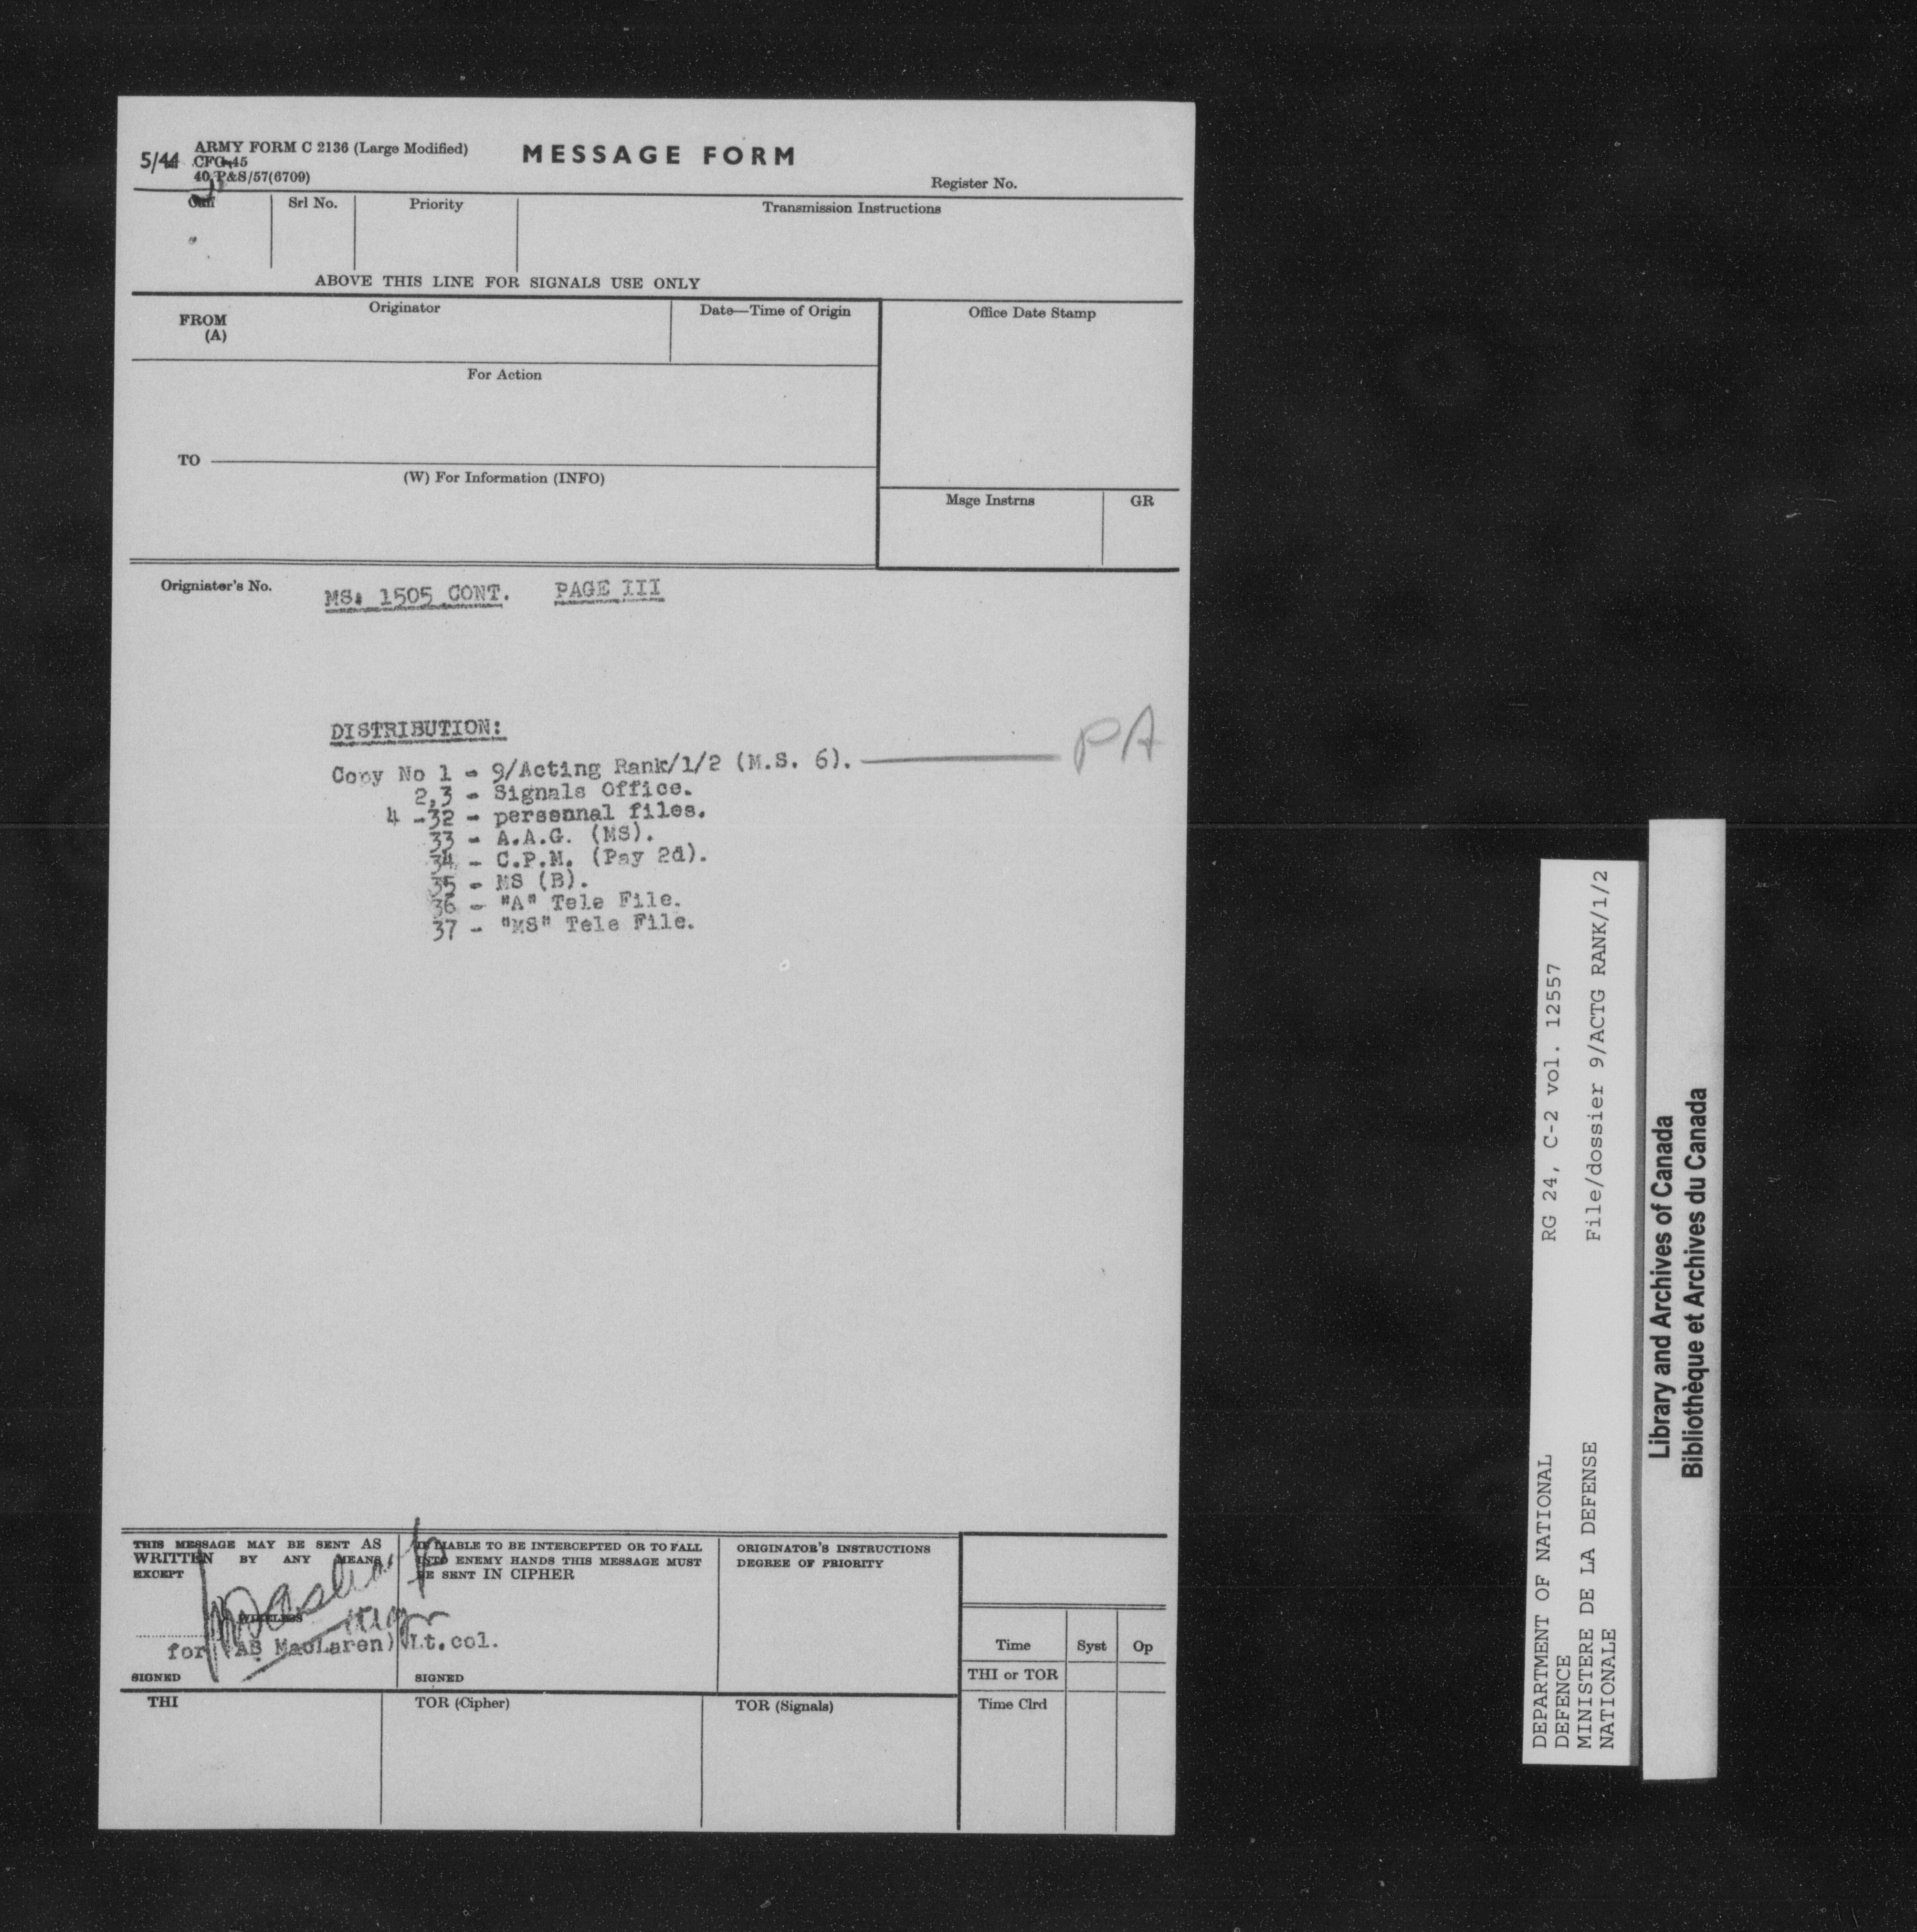 5/44
ARMY FORM C 2136 (Large Modified)
CFO-45
40, P&S/57(6709)
MESSAGE FORM
Register No.
Call
Srl No.
Priority
Transmission Instructions
ABOVE THIS LINE FOR SIGNALS USE ONLY
FROM
(A)
Originator
Date—Time of Origin
Office Date Stamp
For Action
TO
(W) For Information (INFO)
Msge Instrns
GR
Origniator's No.
MS: 1505 CONT. PAGE III
DISTRIBUTION:
Copy No 1 - 9/Acting Rank/1/2 (M.S. 6). PA
2,3 - Signals Office.
4 -32 - persennal files.
33 - A.A.G. (MS).
34 - C.P.M. (Pay 2d).
35 - MS (B).
36 - "A" Tele File.
37 - "MS" Tele File.
THIS MESSAGE MAY BE SENT AS
WRITTEN BY ANY MEANS
EXCEPT
WIRELESS
for (AS MacLaren) Lt.col.
SIGNED
IF LIABLE TO BE INTERCEPTED OR TO FALL
INTO ENEMY HANDS THIS MESSAGE MUST
BE SENT IN CIPHER
SIGNED
ORIGINATOR'S INSTRUCTIONS
DEGREE OF PRIORITY
Time
Syst
Op
THI or TOR
Time Clrd
THI
TOR (Cipher)
TOR (Signals)
DEPARTMENT OF NATIONAL
DEFENCE
MINISTERE DE LA DEFENSE
NATIONALE
RG 24, C-2 vol. 12557
File/dossier 9/ACTG RANK/1/2
Library and Archives of Canada
Bibliothèque et Archives du Canada